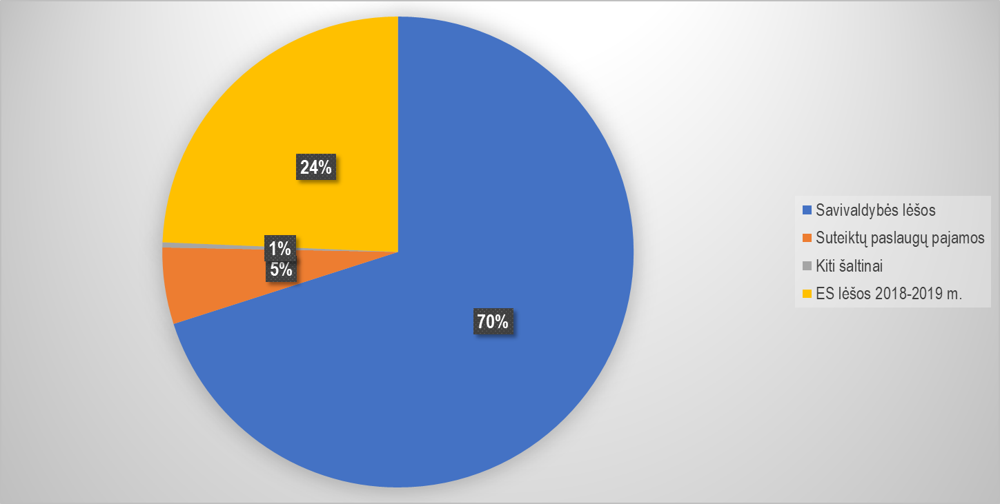 24%
1%
5%
70%
Savivaldybės lėšos
Suteiktų paslaugų pajamos
Kiti šaltinai
ES lėšos 2018-2019 m.